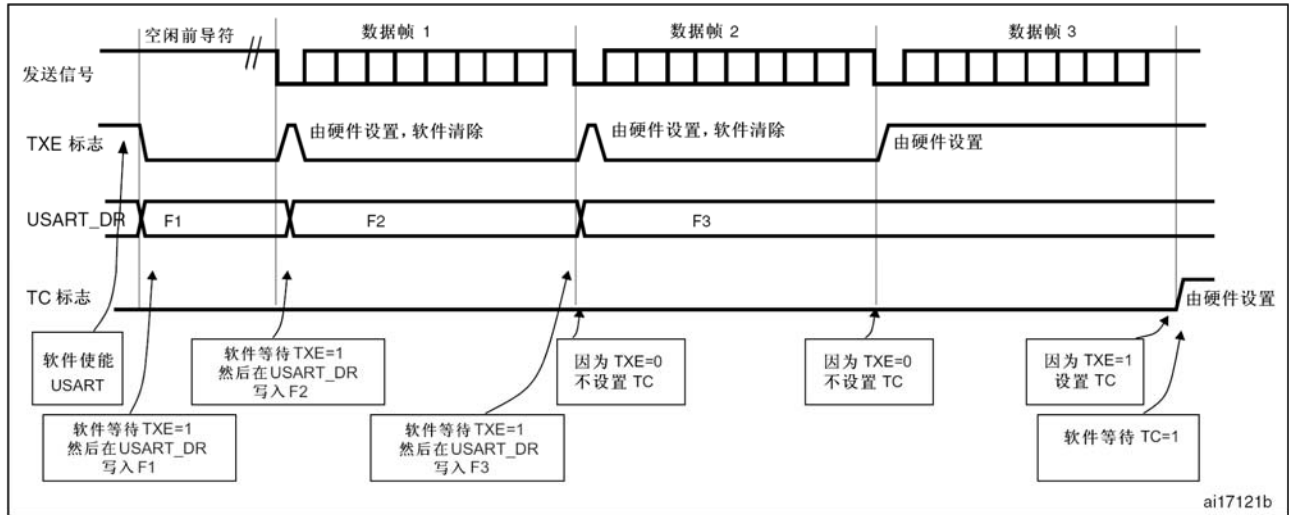 空闲前导符
数据帧 1
数据帧 2
数据帧 3
发送信号
TXE 标志
由硬件设置,软件清除
由硬件设置,软件清除
由硬件设置
USART_DR
F1
F2
F3
TC 标志
由硬件设置
软件使能
USART
软件等待 TXE=1
然后在USART_DR
写入 F2
因为 TXE=0
不设置 TC
因为 TXE=0
不设置 TC
因为 TXE=1
设置 TC
软件等待 TXE=1
然后在USART_DR
写入 F1
软件等待 TXE=1
然后在USART_DR
写入 F3
软件等待 TC=1
ai17121b